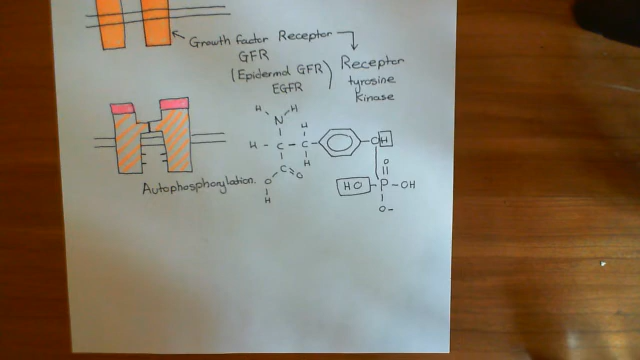 Growth factor Receptor
GFR
(Epidermal GFR)
EGFR
Receptor
tyrosine
kinase
Autophosphorylation.
H H
N
H
H - C - C - OH
H
C O
O
H
O
HO - P - OH
O-